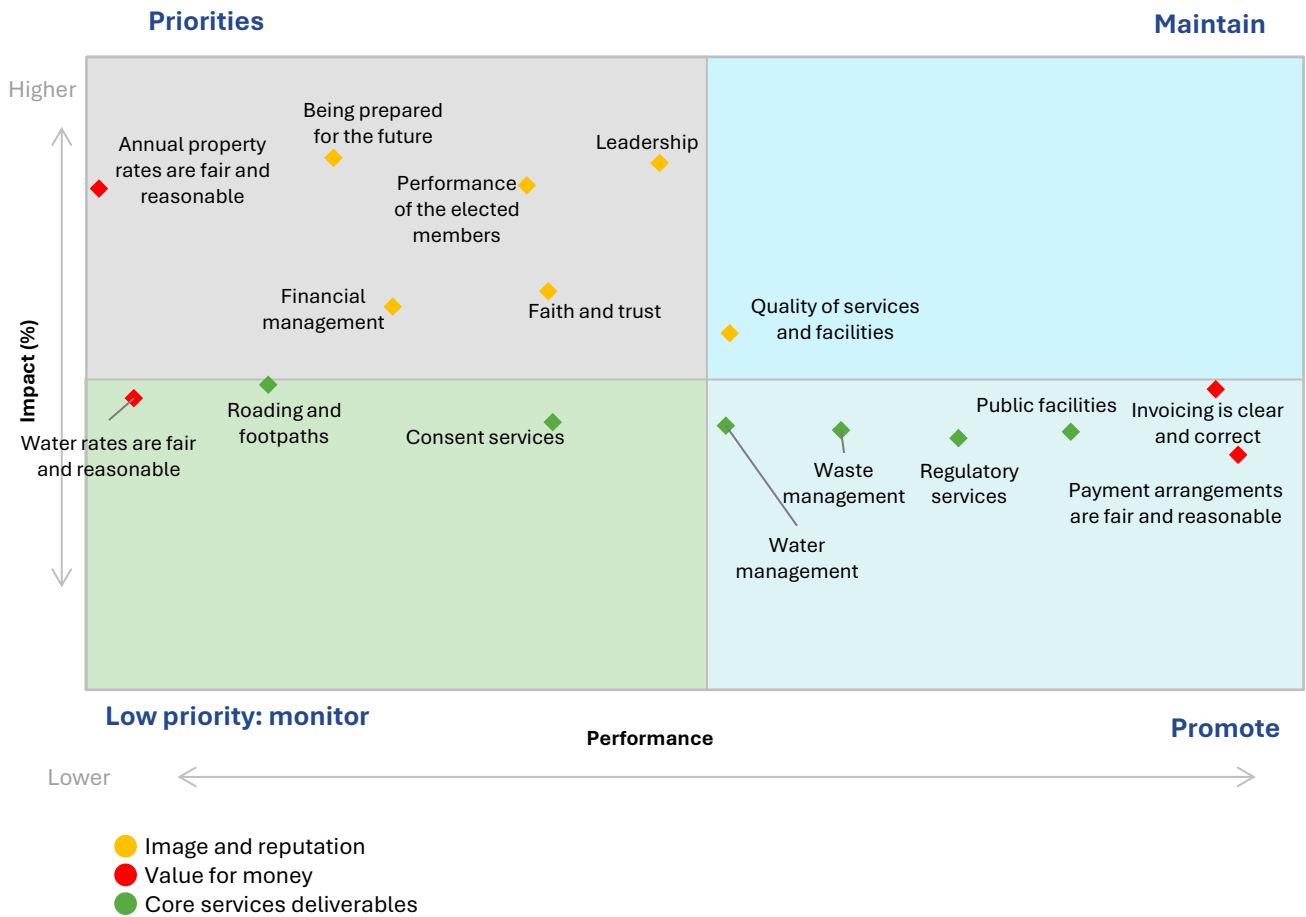 Priorities
Maintain
Higher
Being prepared
for the future
Annual property
rates are fair and
reasonable
Leadership
Performance
of the elected
members
Financial
management
Faith and trust
Quality of services
and facilities
Impact (%)
Water rates are fair
and reasonable
Roading and
footpaths
Consent services
Public facilities
Invoicing is clear
and correct
Waste
management
Regulatory
services
Payment arrangements
are fair and reasonable
Water
management
Low priority: monitor
Promote
Performance
Lower
Image and reputation
Value for money
Core services deliverables